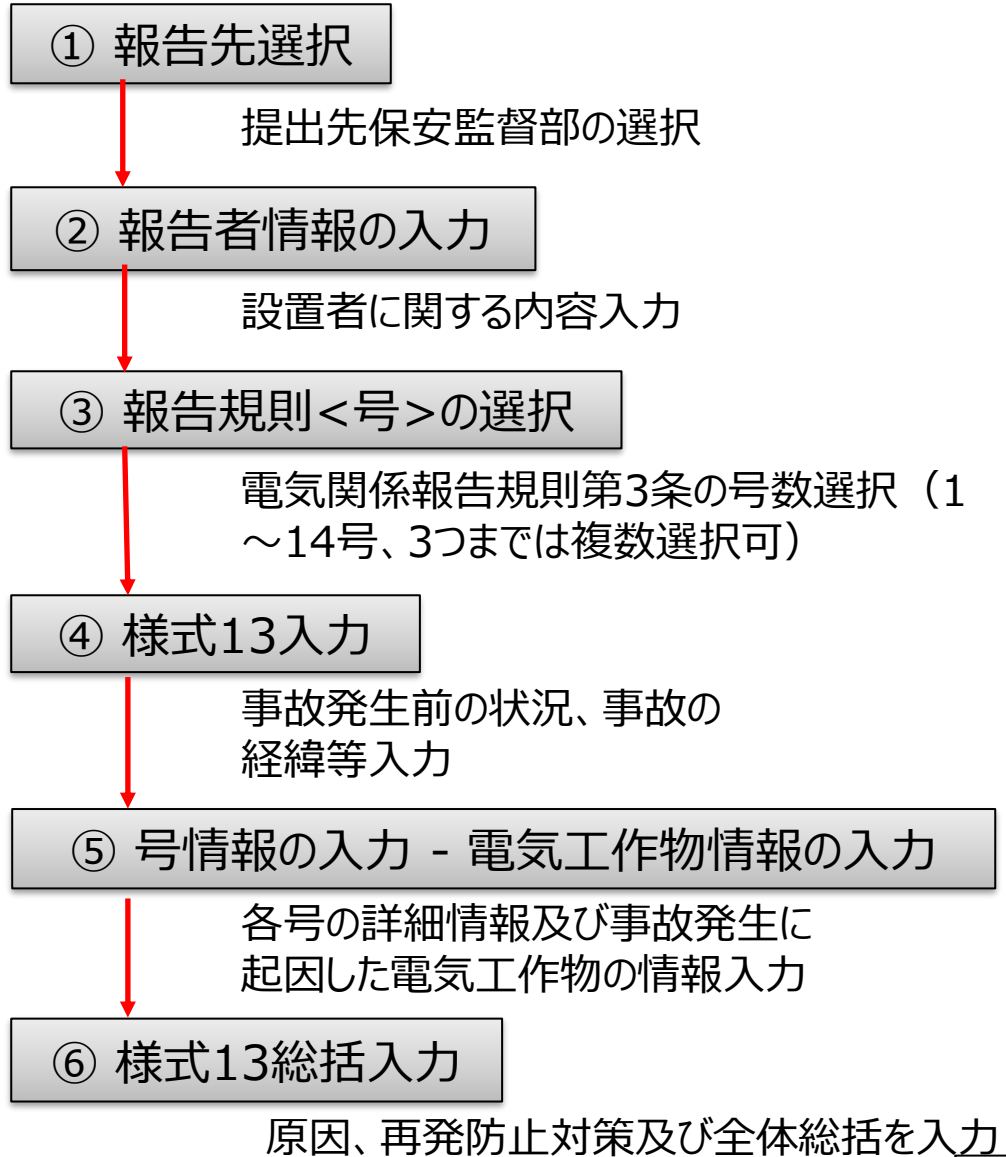 ① 報告先選択
提出先保安監督部の選択
② 報告者情報の入力
設置者に関する内容入力
③ 報告規則<号>の選択
電気関係報告規則第3条の号数選択（1
～14号、3つまでは複数選択可）
④ 様式13入力
事故発生前の状況、事故の
経緯等入力
⑤ 号情報の入力 - 電気工作物情報の入力
各号の詳細情報及び事故発生に
起因した電気工作物の情報入力
⑥ 様式13総括入力
原因、再発防止対策及び全体総括を入力